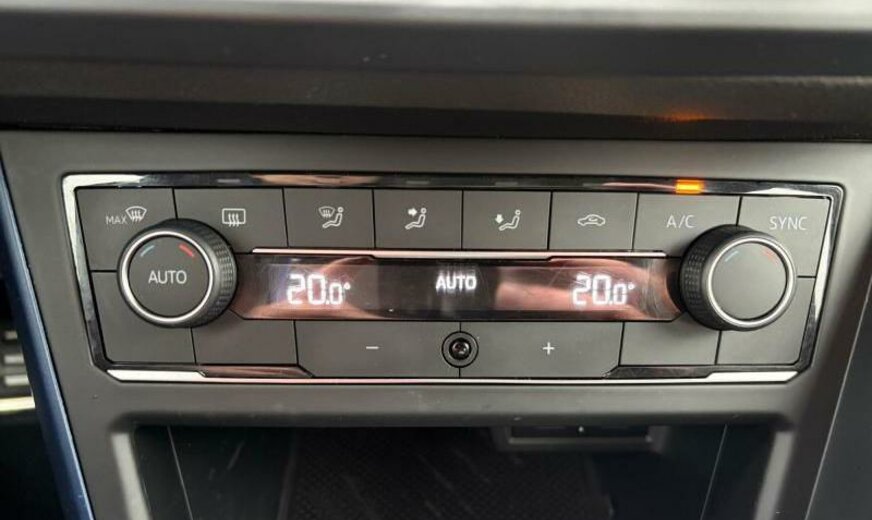 MAX
A/C
SYNC
AUTO
20.0°
AUTO
20.0°
− +